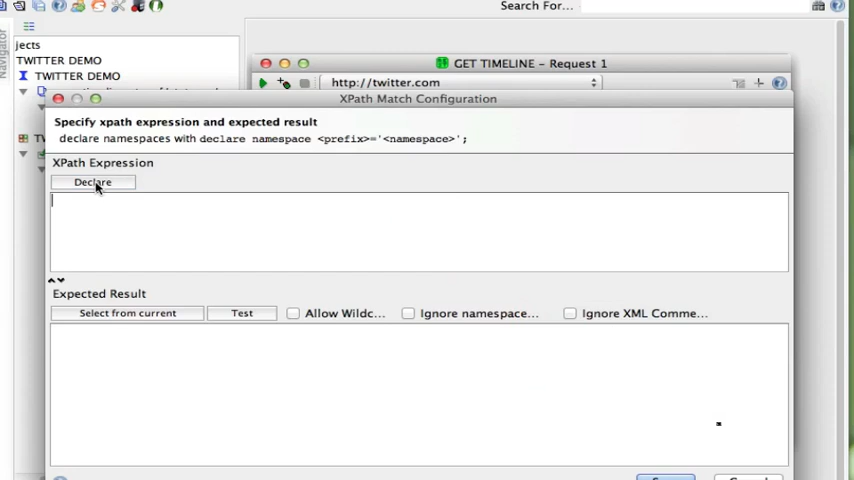 Search For...
Navigator
jects
TWITTER DEMO
TWITTER DEMO
GET TIMELINE - Request 1
http://twitter.com
XPath Match Configuration
Specify xpath expression and expected result
declare namespaces with declare namespace <prefix>='<namespace>';
XPath Expression
Declare
Expected Result
Select from current
Test
Allow Wildc...
Ignore namespace...
Ignore XML Comme...